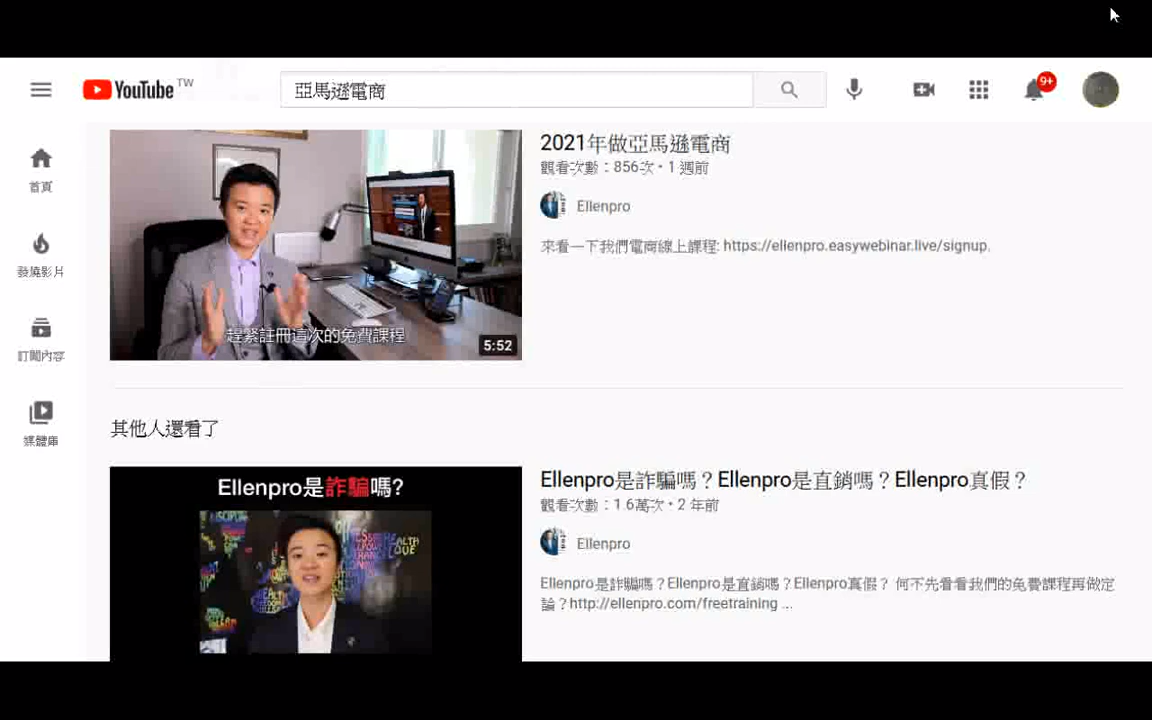 YouTube TW
亞馬遜電商
9+
首頁
發燒影片
訂閱內容
媒體庫
趕緊註冊這次的免費課程
5:52
2021年做亞馬遜電商
觀看次數：856次・1 週前
Ellenpro
來看一下我們電商線上課程: https://ellenpro.easywebinar.live/signup.
其他人還看了
Ellenpro是詐騙嗎?
Ellenpro是詐騙嗎？Ellenpro是直銷嗎？Ellenpro真假？
觀看次數：1.6萬次・2 年前
Ellenpro
Ellenpro是詐騙嗎？Ellenpro是直銷嗎？Ellenpro真假？ 何不先看看我們的免費課程再做定
論？http://ellenpro.com/freetraining ...